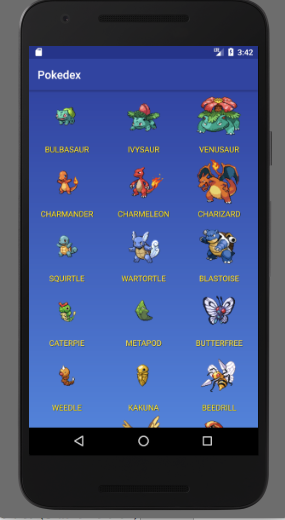 3:42
Pokedex
BULBASAUR IVYSAUR VENUSAUR
CHARMANDER CHARMELEON CHARIZARD
SQUIRTLE WARTORTLE BLASTOISE
CATERPIE METAPOD BUTTERFREE
WEEDLE KAKUNA BEEDRILL